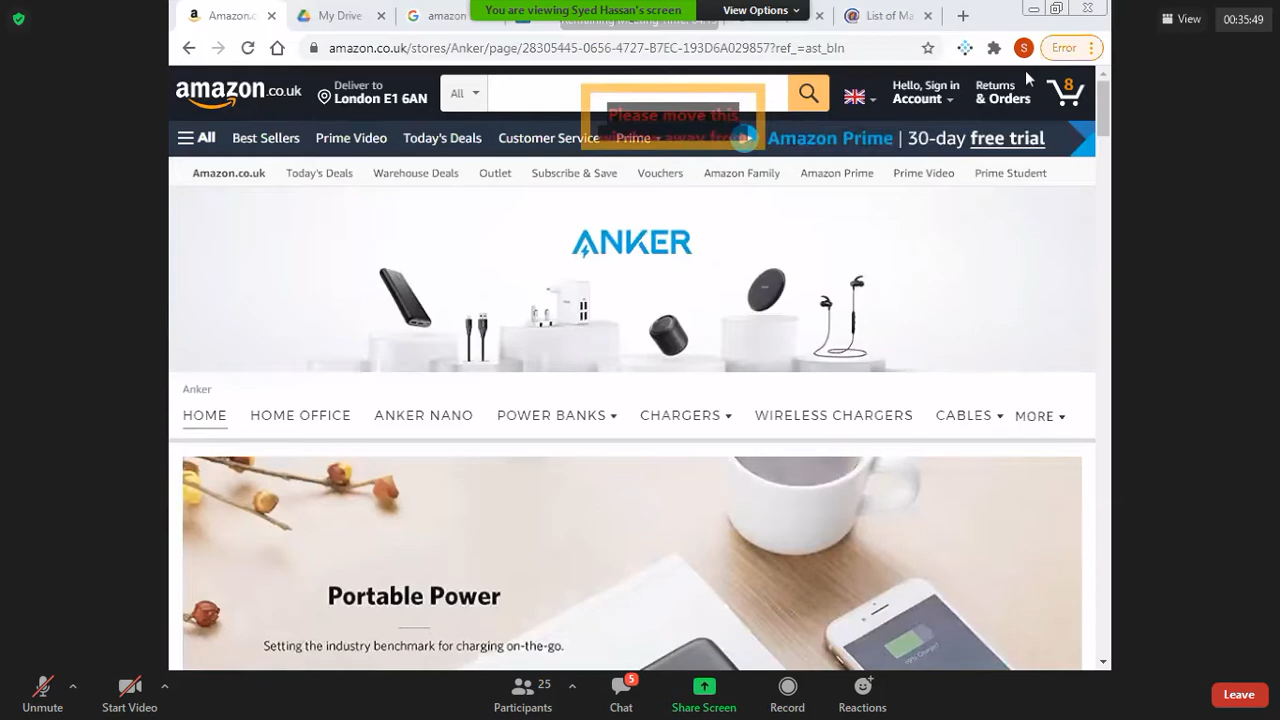 Amazon.c
My Drive
amazon
You are viewing Syed Hassan's screen
View Options
List of Ma
View
00:35:49
amazon.co.uk/stores/Anker/page/28305445-0656-4727-B7EC-193D6A029857?ref_=ast_bln
S
Error
amazon.co.uk
Deliver to
London E1 6AN
All
Hello, Sign in
Account
Returns
& Orders
8
Please move this
away from
All
Best Sellers
Prime Video
Today's Deals
Customer Service
Prime
Amazon Prime | 30-day free trial
Amazon.co.uk
Today's Deals
Warehouse Deals
Outlet
Subscribe & Save
Vouchers
Amazon Family
Amazon Prime
Prime Video
Prime Student
ANKER
Anker
HOME
HOME OFFICE
ANKER NANO
POWER BANKS
CHARGERS
WIRELESS CHARGERS
CABLES
MORE
Portable Power
Setting the industry benchmark for charging on-the-go.
Unmute
Start Video
25
Participants
5
Chat
Share Screen
Record
Reactions
Leave